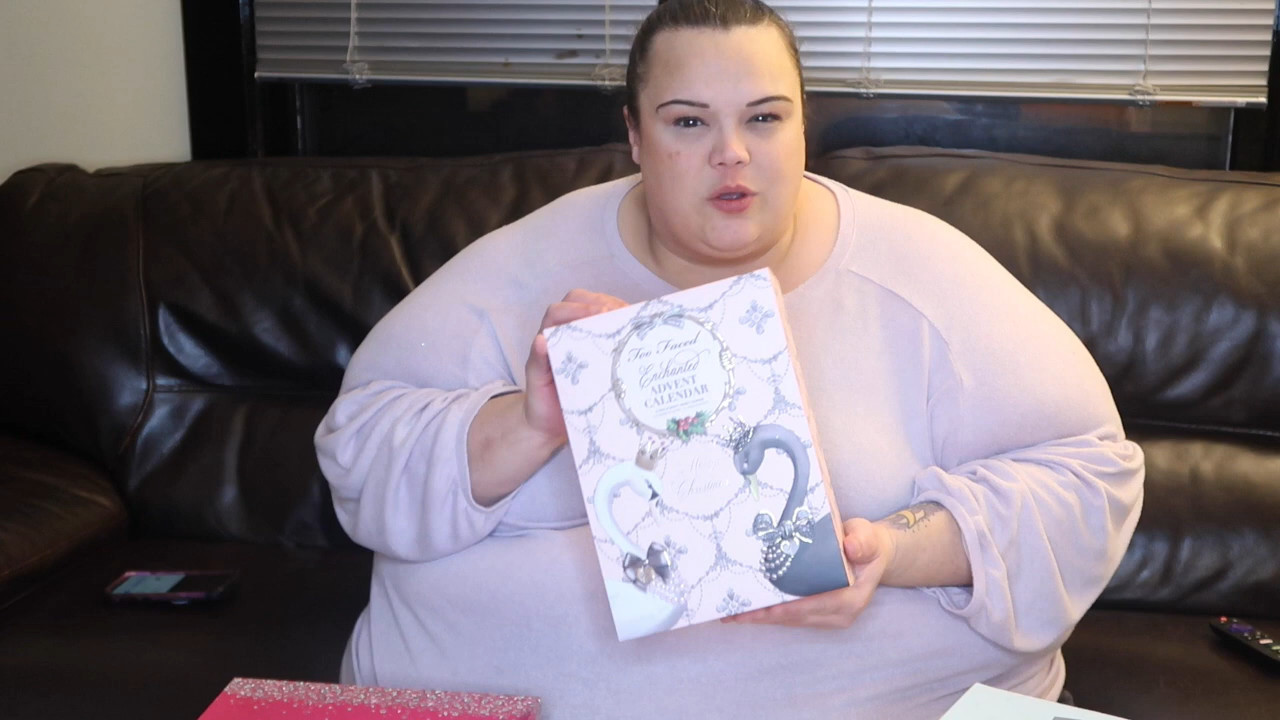 Too Faced
Enchanted
ADVENT
CALENDAR
Merry
Christmas